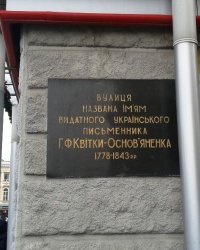 ВУЛИЦЯ
НАЗВАНА ІМ'ЯМ
ВИДАТНОГО УКРАЇНСЬКОГО
ПИСЬМЕННИКА
Г.Ф.КВІТКИ-ОСНОВ'ЯНЕНКА
1778-1843рр.